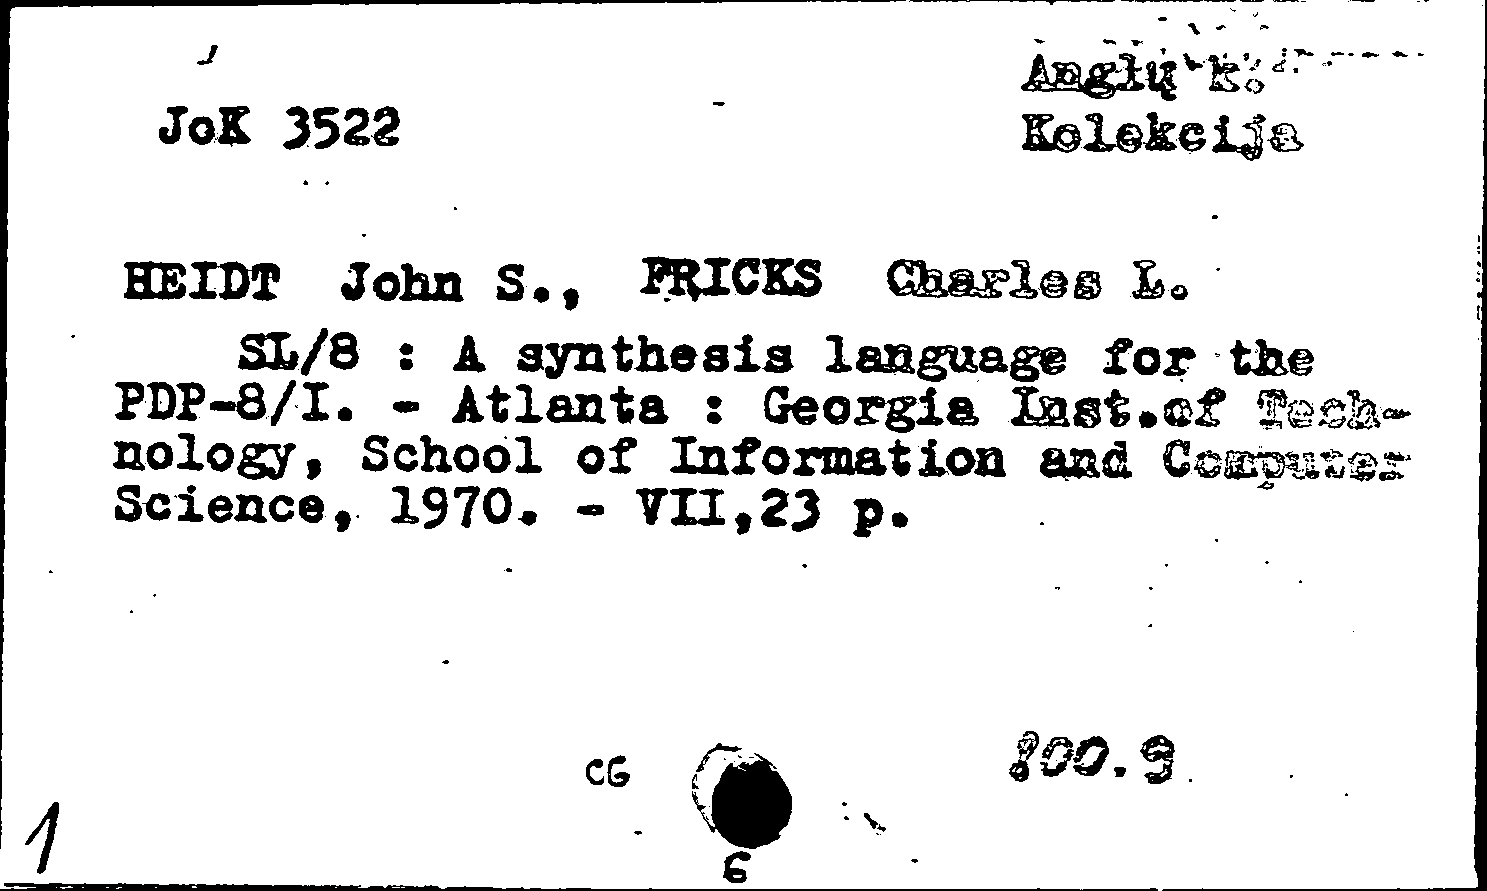 Anglų k.
JoK 3522
Kolekcija
HEIDT John S., FRICKS Charles L.
SL/8 : A synthesis language for the
PDP-8/I. - Atlanta : Georgia Inst.of Tech-
nology, School of Information and Computer
Science, 1970. - VII,23 p.
800.9
CG
1
6